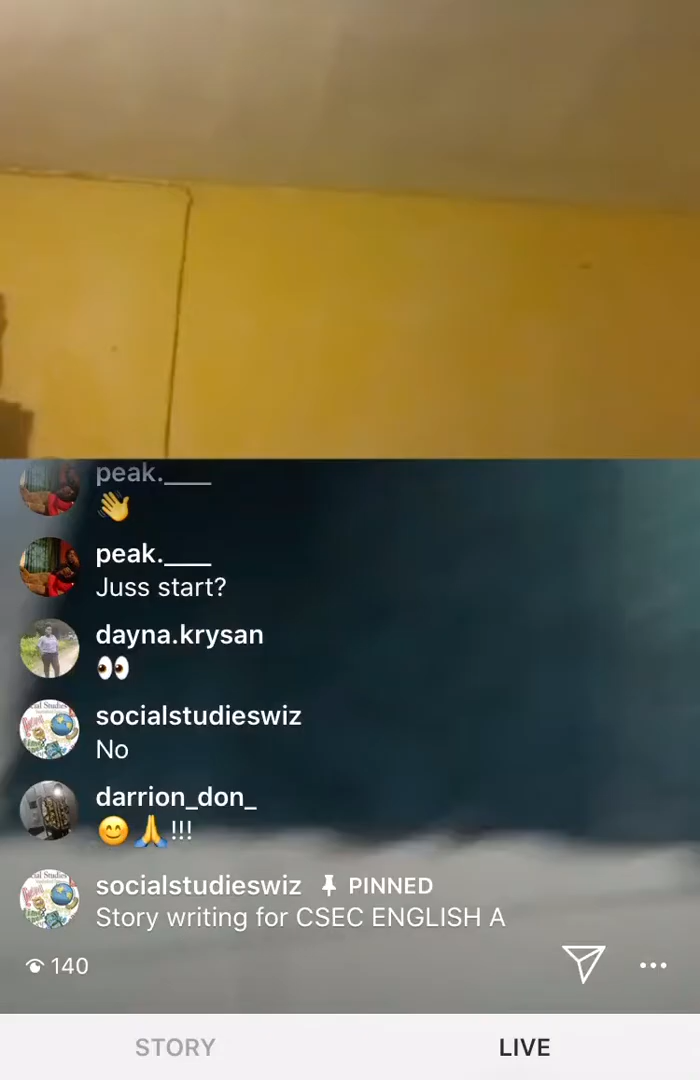 peak.____
👋
peak.____
Juss start?
dayna.krysan
👀
socialstudieswiz
No
darrion_don_
😊🙏!!!
socialstudieswiz PINNED
Story writing for CSEC ENGLISH A
140
STORY LIVE